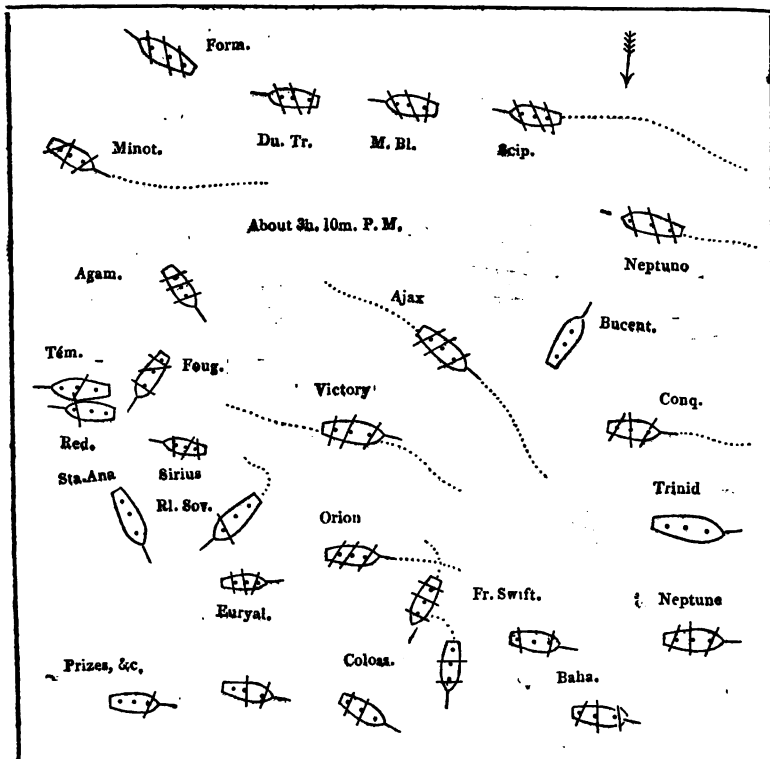 Form.
Du. Tr.
M. Bl.
Scip.
Minot.
About 3h. 10m. P. M.
Neptuno
Agam.
Ajax
Bucent.
Tém.
Foug.
Victory
Conq.
Red.
Sirius
Sta. Ana
Rl. Sov.
Trinid
Orion
Fr. Swift.
Neptune
Euryal.
Prizes, &c.
Coloss.
Baha.